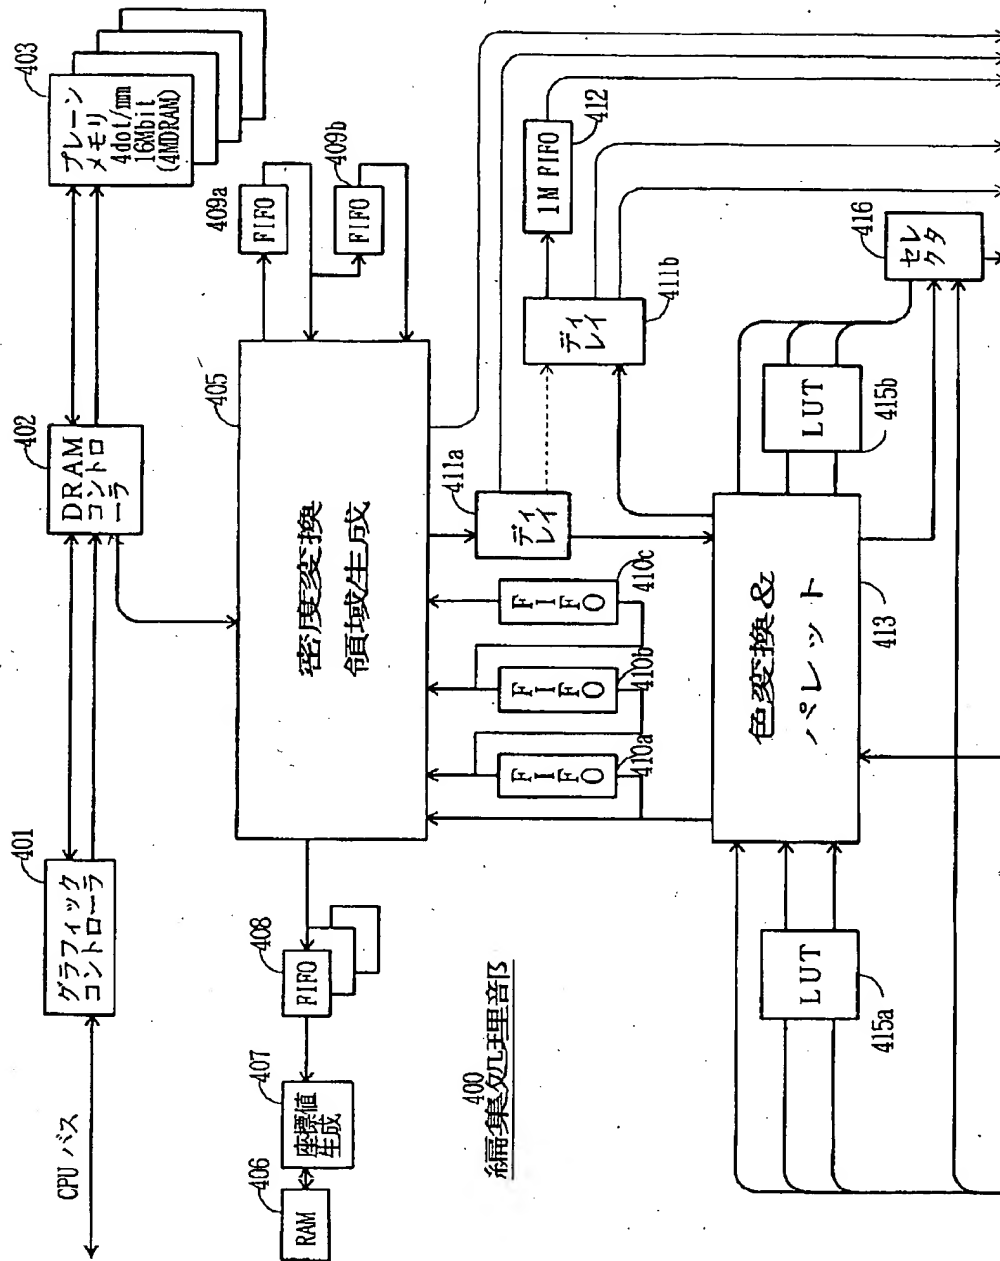 CPU バス
401
グラフィック
コントローラ
402
DRAM
コントロ
ーラ
403
プレーン
メモリ
4dot/mm
16Mbit
(4MDRAM)
406
RAM
407
座標値
生成
408
FIFO
405
密度変換
領域生成
409a
FIFO
409b
FIFO
410a
FIFO
410b
FIFO
410c
FIFO
411a
ディ
レイ
411b
ディ
レイ
412
1M FIFO
400
編集処理部
415a
LUT
413
色変換&
パレット
415b
LUT
416
セレ
クタ